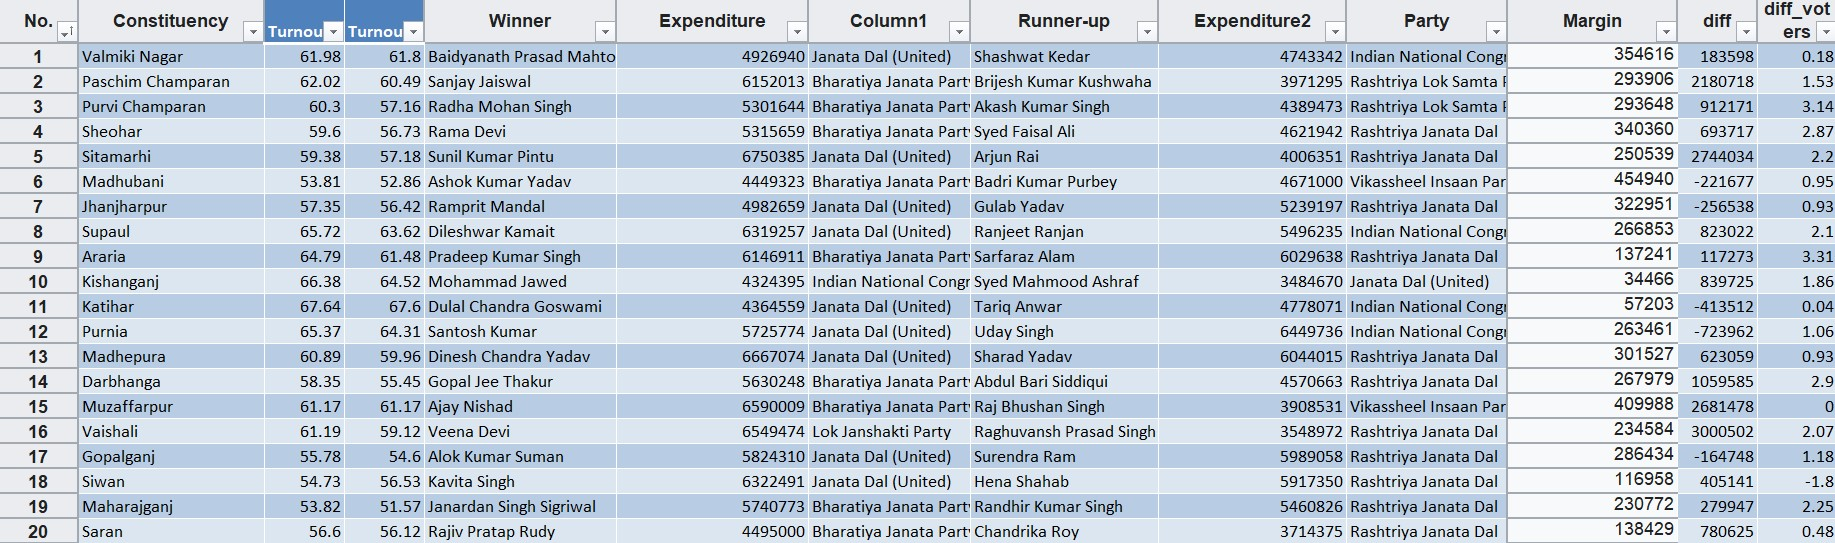 No. Constituency Turnou Turnou Winner Expenditure Column1 Runner-up Expenditure2 Party Margin diff diff_vot ers
1 Valmiki Nagar 61.98 61.8 Baidyanath Prasad Mahto 4926940 Janata Dal (United) Shashwat Kedar 4743342 Indian National Congr 354616 183598 0.18
2 Paschim Champaran 62.02 60.49 Sanjay Jaiswal 6152013 Bharatiya Janata Part Brijesh Kumar Kushwaha 3971295 Rashtriya Lok Samta P 293906 2180718 1.53
3 Purvi Champaran 60.3 57.16 Radha Mohan Singh 5301644 Bharatiya Janata Part Akash Kumar Singh 4389473 Rashtriya Lok Samta P 293648 912171 3.14
4 Sheohar 59.6 56.73 Rama Devi 5315659 Bharatiya Janata Party Syed Faisal Ali 4621942 Rashtriya Janata Dal 340360 693717 2.87
5 Sitamarhi 59.38 57.18 Sunil Kumar Pintu 6750385 Janata Dal (United) Arjun Rai 4006351 Rashtriya Janata Dal 250539 2744034 2.2
6 Madhubani 53.81 52.86 Ashok Kumar Yadav 4449323 Bharatiya Janata Part Badri Kumar Purbey 4671000 Vikassheel Insaan Par 454940 -221677 0.95
7 Jhanjharpur 57.35 56.42 Ramprit Mandal 4982659 Janata Dal (United) Gulab Yadav 5239197 Rashtriya Janata Dal 322951 -256538 0.93
8 Supaul 65.72 63.62 Dileshwar Kamait 6319257 Janata Dal (United) Ranjeet Ranjan 5496235 Indian National Congr 266853 823022 2.1
9 Araria 64.79 61.48 Pradeep Kumar Singh 6146911 Bharatiya Janata Part Sarfaraz Alam 6029638 Rashtriya Janata Dal 137241 117273 3.31
10 Kishanganj 66.38 64.52 Mohammad Jawed 4324395 Indian National Congr Syed Mahmood Ashraf 3484670 Janata Dal (United) 34466 839725 1.86
11 Katihar 67.64 67.6 Dulal Chandra Goswami 4364559 Janata Dal (United) Tariq Anwar 4778071 Indian National Congr 57203 -413512 0.04
12 Purnia 65.37 64.31 Santosh Kumar 5725774 Janata Dal (United) Uday Singh 6449736 Indian National Congr 263461 -723962 1.06
13 Madhepura 60.89 59.96 Dinesh Chandra Yadav 6667074 Janata Dal (United) Sharad Yadav 6044015 Rashtriya Janata Dal 301527 623059 0.93
14 Darbhanga 58.35 55.45 Gopal Jee Thakur 5630248 Bharatiya Janata Part Abdul Bari Siddiqui 4570663 Rashtriya Janata Dal 267979 1059585 2.9
15 Muzaffarpur 61.17 61.17 Ajay Nishad 6590009 Bharatiya Janata Part Raj Bhushan Singh 3908531 Vikassheel Insaan Par 409988 2681478 0
16 Vaishali 61.19 59.12 Veena Devi 6549474 Lok Janshakti Party Raghuvansh Prasad Singh 3548972 Rashtriya Janata Dal 234584 3000502 2.07
17 Gopalganj 55.78 54.6 Alok Kumar Suman 5824310 Janata Dal (United) Surendra Ram 5989058 Rashtriya Janata Dal 286434 -164748 1.18
18 Siwan 54.73 56.53 Kavita Singh 6322491 Janata Dal (United) Hena Shahab 5917350 Rashtriya Janata Dal 116958 405141 -1.8
19 Maharajganj 53.82 51.57 Janardan Singh Sigriwal 5740773 Bharatiya Janata Part Randhir Kumar Singh 5460826 Rashtriya Janata Dal 230772 279947 2.25
20 Saran 56.6 56.12 Rajiv Pratap Rudy 4495000 Bharatiya Janata Part Chandrika Roy 3714375 Rashtriya Janata Dal 138429 780625 0.48